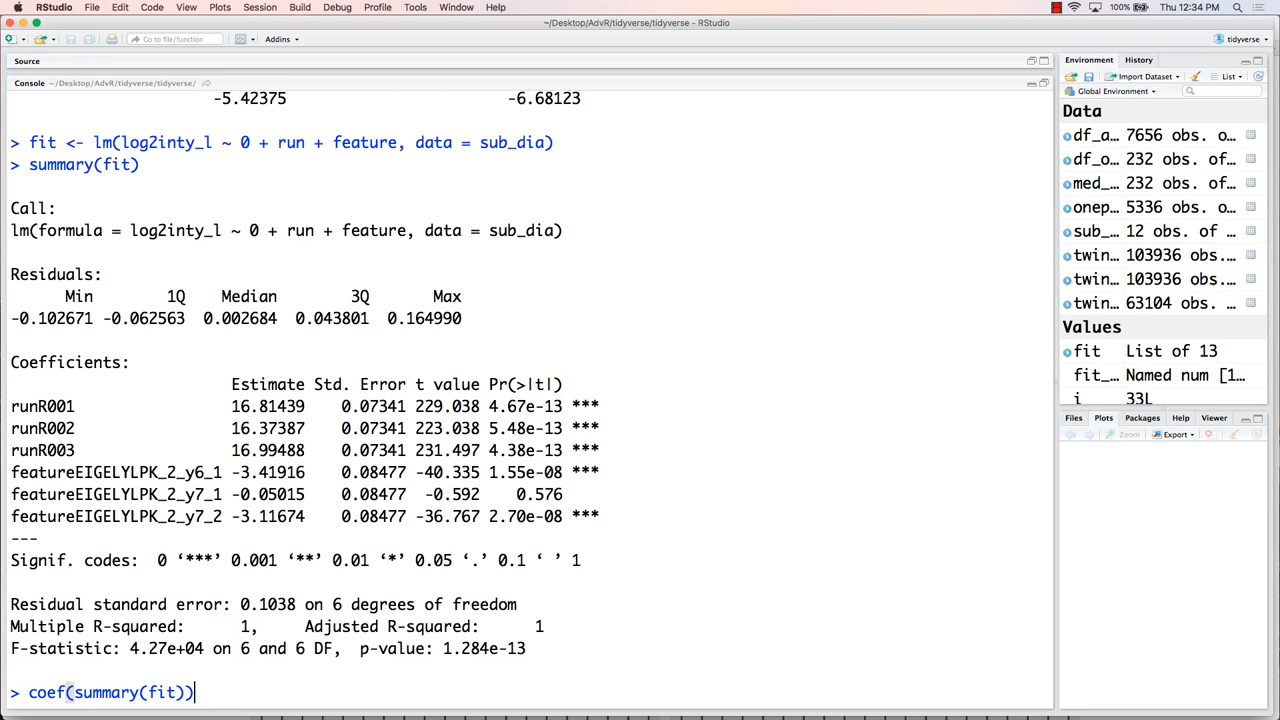 RStudio File Edit Code View Plots Session Build Debug Profile Tools Window Help 100% Thu 12:34 PM
~/Desktop/AdvR/tidyverse/tidyverse - RStudio
Go to file/function Addins tidyverse
Source
Console ~/Desktop/AdvR/tidyverse/tidyverse/
-5.42375 -6.68123
> fit <- lm(log2inty_l ~ 0 + run + feature, data = sub_dia)
> summary(fit)
Call:
lm(formula = log2inty_l ~ 0 + run + feature, data = sub_dia)
Residuals:
Min 1Q Median 3Q Max
-0.102671 -0.062563 0.002684 0.043801 0.164990
Coefficients:
Estimate Std. Error t value Pr(>|t|)
runR001 16.81439 0.07341 229.038 4.67e-13 ***
runR002 16.37387 0.07341 223.038 5.48e-13 ***
runR003 16.99488 0.07341 231.497 4.38e-13 ***
featureEIGELYLPK_2_y6_1 -3.41916 0.08477 -40.335 1.55e-08 ***
featureEIGELYLPK_2_y7_1 -0.05015 0.08477 -0.592 0.576
featureEIGELYLPK_2_y7_2 -3.11674 0.08477 -36.767 2.70e-08 ***
---
Signif. codes: 0 ‘***’ 0.001 ‘**’ 0.01 ‘*’ 0.05 ‘.’ 0.1 ‘ ’ 1
Residual standard error: 0.1038 on 6 degrees of freedom
Multiple R-squared: 1, Adjusted R-squared: 1
F-statistic: 4.27e+04 on 6 and 6 DF, p-value: 1.284e-13
> coef(summary(fit))
Environment History
Import Dataset List
Global Environment
Data
df_a… 7656 obs. o…
df_o… 232 obs. of…
med_… 232 obs. of…
onep… 5336 obs. o…
sub_… 12 obs. of …
twin… 103936 obs.…
twin… 103936 obs.…
twin… 63104 obs. …
Values
fit List of 13
fit_… Named num [1…
i 33L
Files Plots Packages Help Viewer
Zoom Export